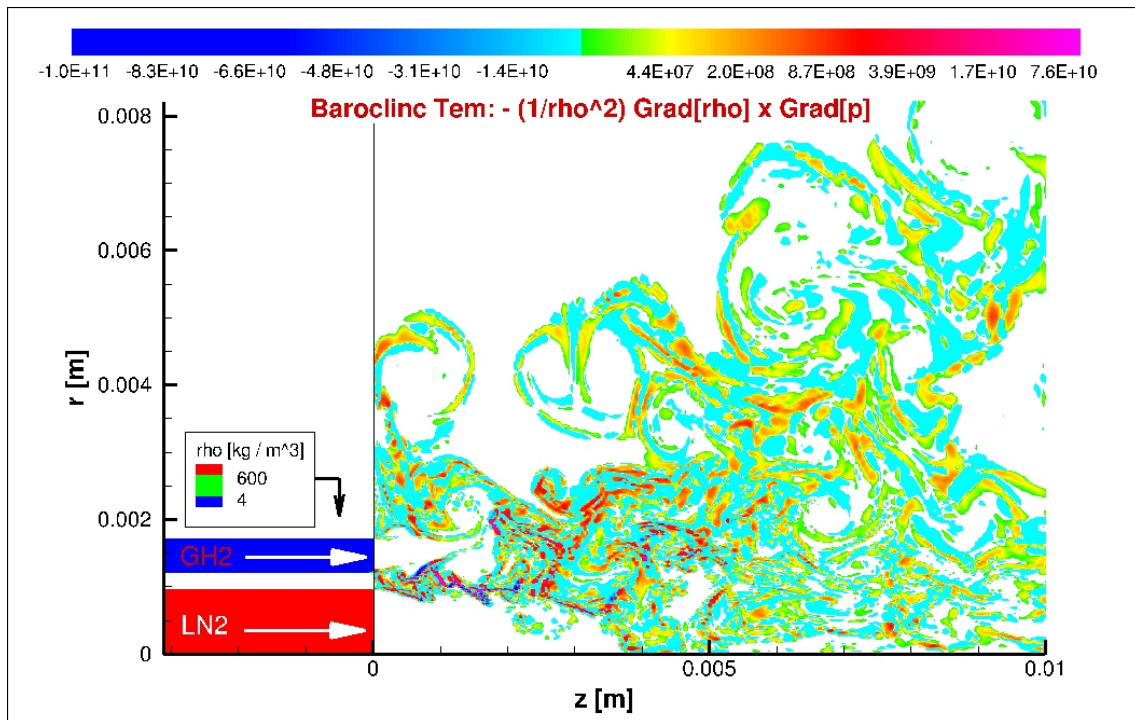 -1.0E+11 -8.3E+10 -6.6E+10 -4.8E+10 -3.1E+10 -1.4E+10 4.4E+07 2.0E+08 8.7E+08 3.9E+09 1.7E+10 7.6E+10
Baroclinc Tem: - (1/rho^2) Grad[rho] x Grad[p]
0.008
0.006
r [m]
0.004
rho [kg / m^3]
600
4
0.002
GH2
LN2
0
0 0.005 0.01
z [m]